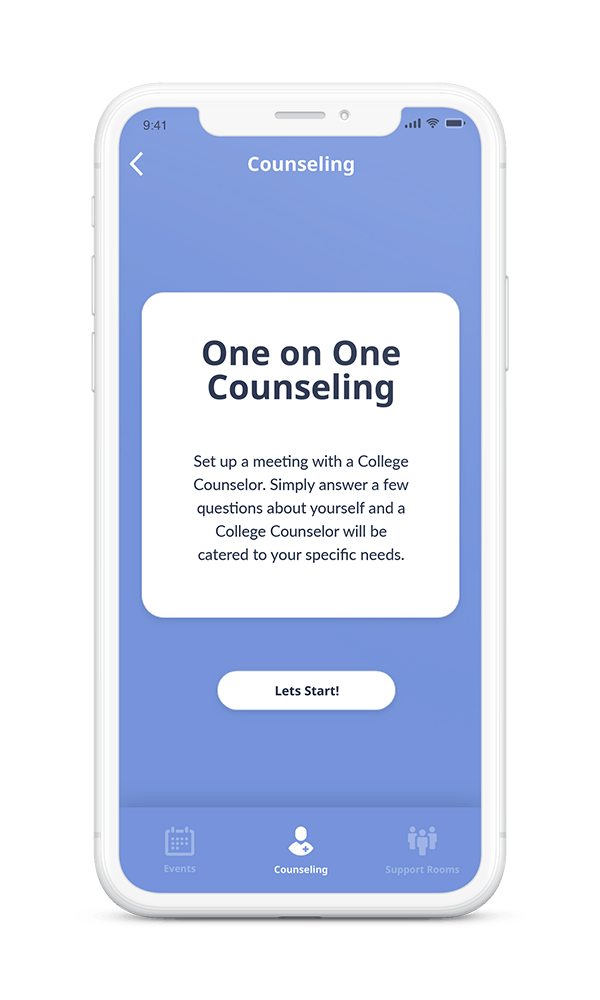 9:41
Counseling
One on One
Counseling
Set up a meeting with a College
Counselor. Simply answer a few
questions about yourself and a
College Counselor will be
catered to your specific needs.
Lets Start!
Events
Counseling
Support Rooms